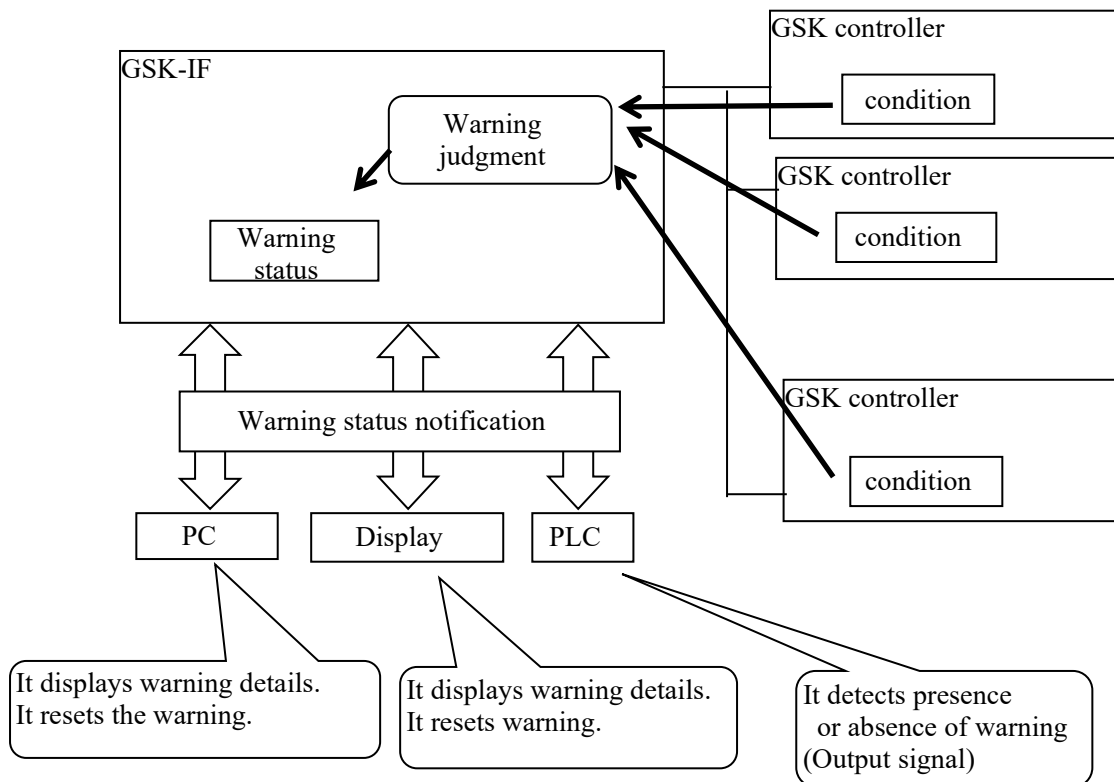 GSK controller
GSK-IF
condition
Warning
judgment
GSK controller
condition
Warning
status
GSK controller
Warning status notification
condition
PC
Display
PLC
It displays warning details.
It resets the warning.
It displays warning details.
It resets warning.
It detects presence
or absence of warning
(Output signal)